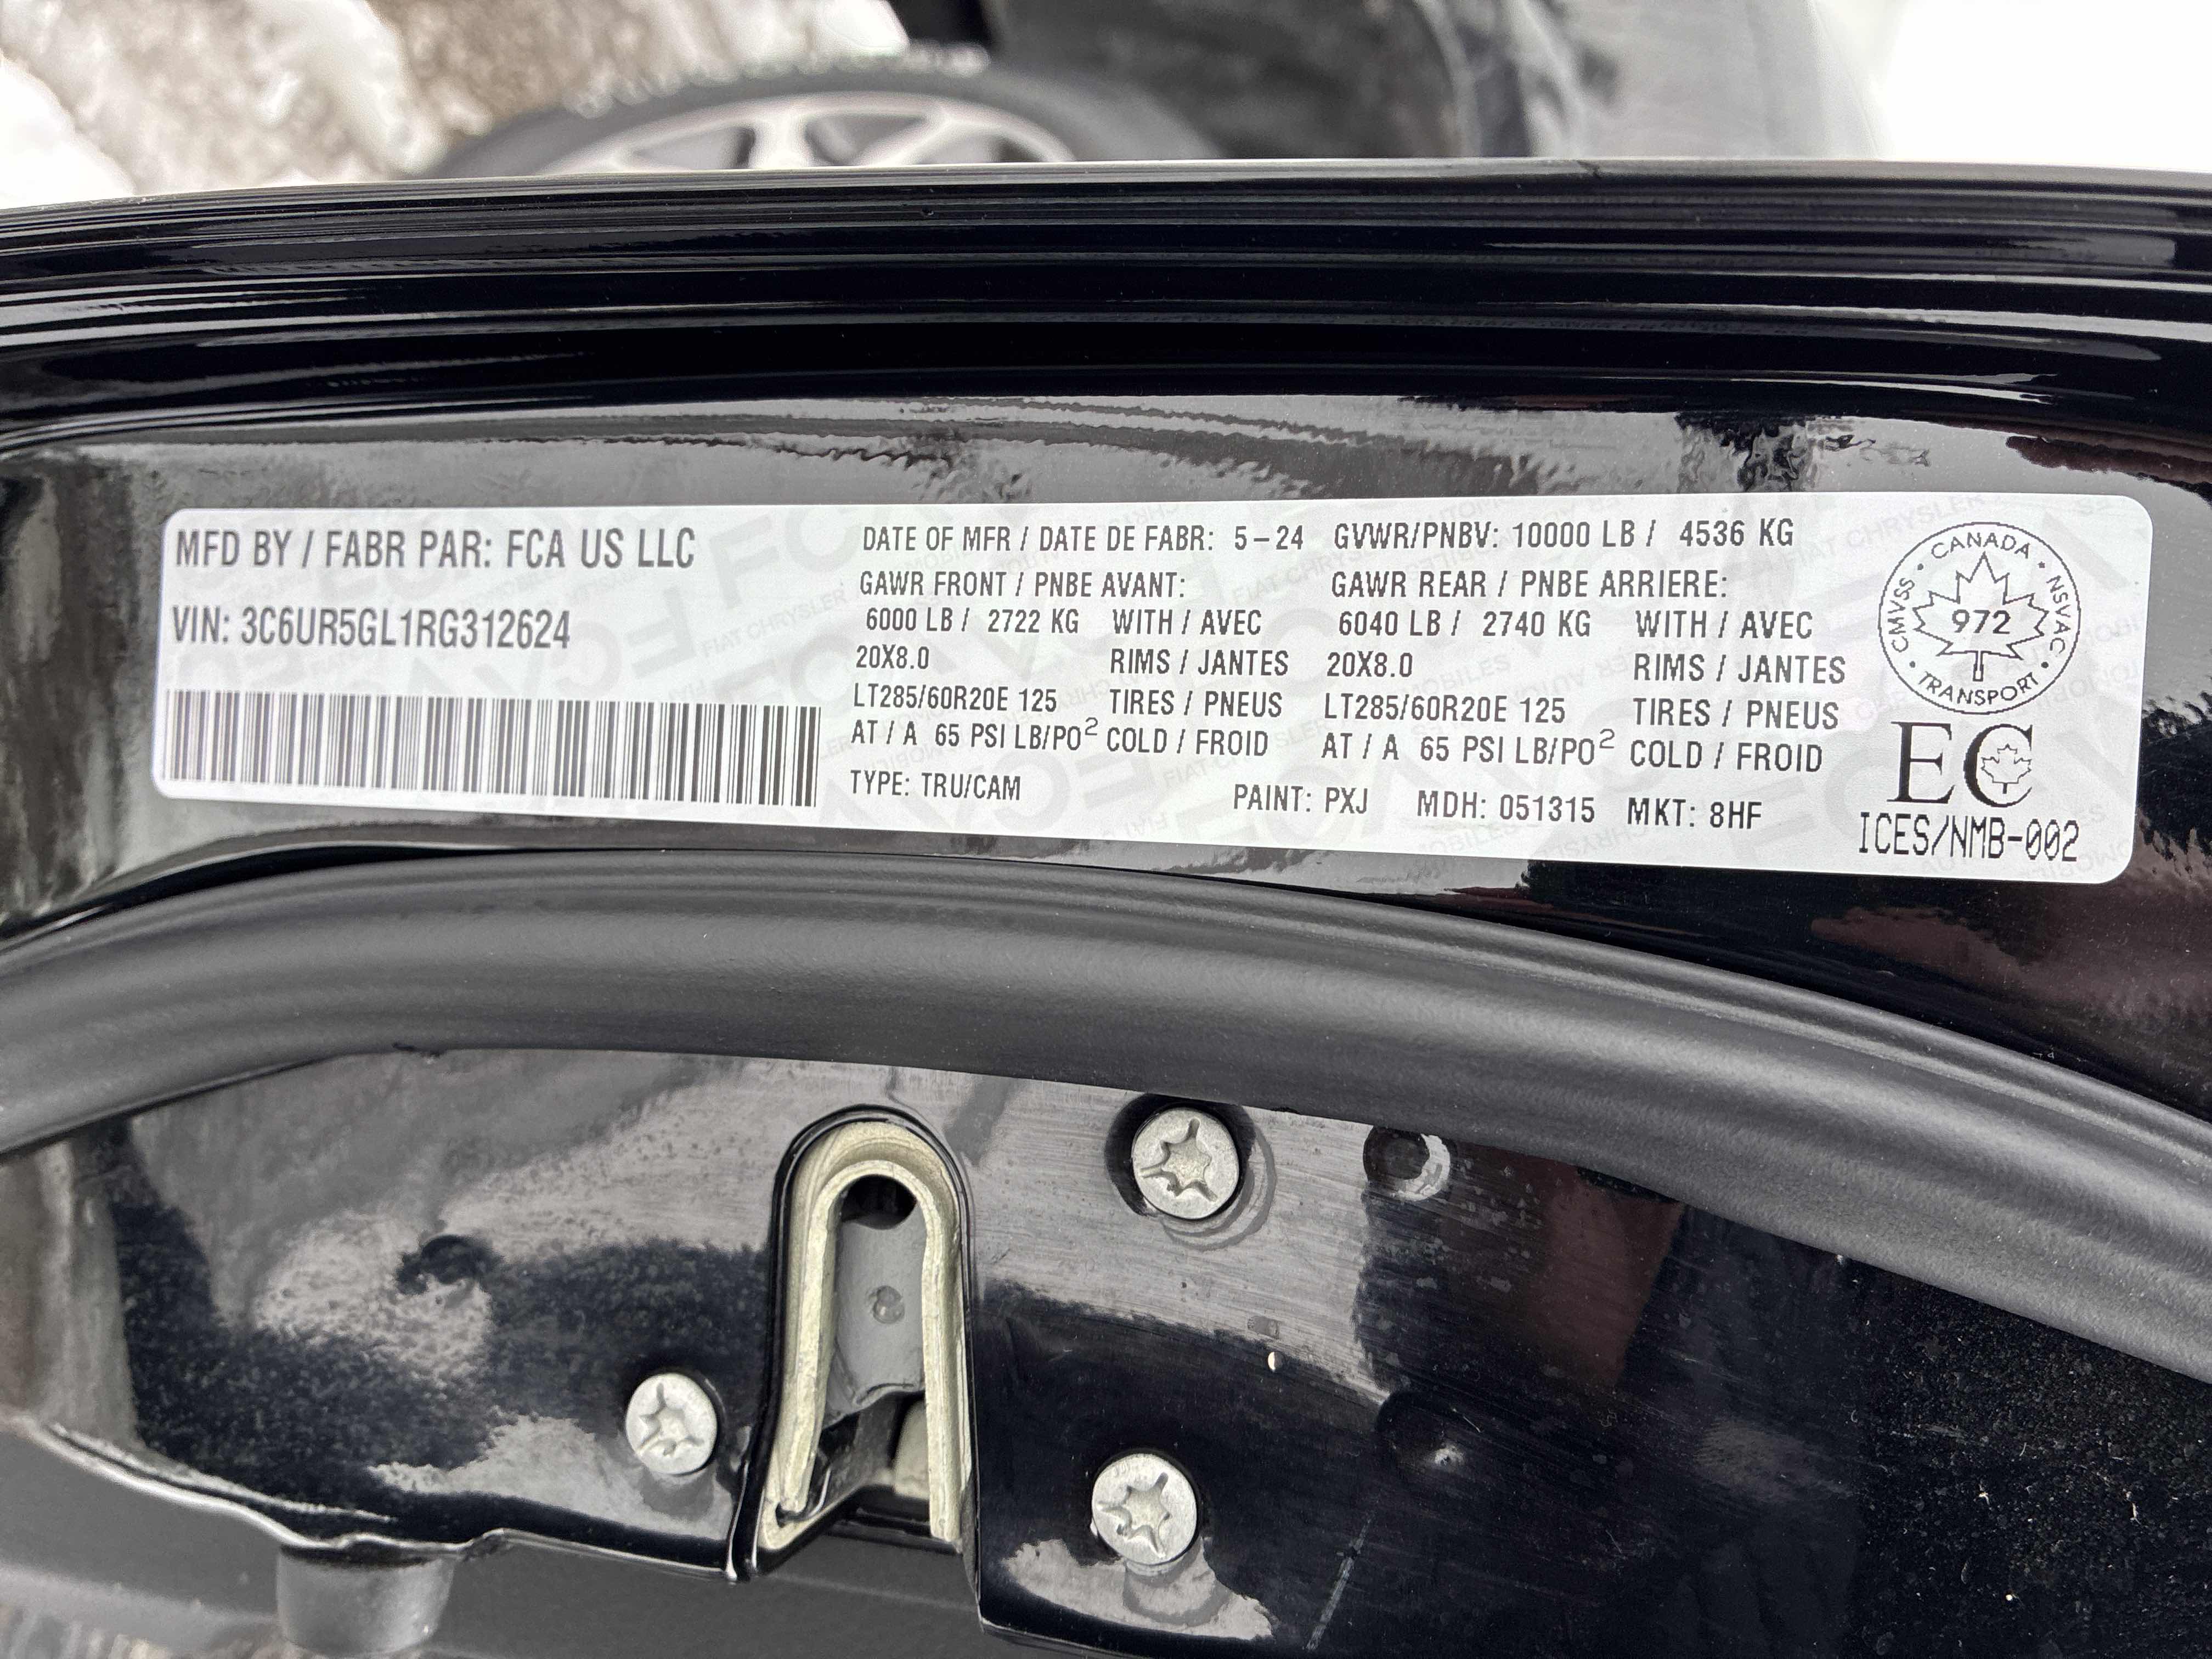 MFD BY / FABR PAR: FCA US LLC
VIN: 3C6UR5GL1RG312624
DATE OF MFR / DATE DE FABR: 5-24 GVWR/PNBV: 10000 LB / 4536 KG
GAWR FRONT / PNBE AVANT: GAWR REAR / PNBE ARRIERE:
6000 LB / 2722 KG WITH / AVEC 6040 LB / 2740 KG WITH / AVEC
20X8.0 RIMS / JANTES 20X8.0 RIMS / JANTES
LT285/60R20E 125 TIRES / PNEUS LT285/60R20E 125 TIRES / PNEUS
AT / A 65 PSI LB/PO² COLD / FROID AT / A 65 PSI LB/PO² COLD / FROID
TYPE: TRU/CAM PAINT: PXJ MDH: 051315 MKT: 8HF
CANADA • NSVAC • TRANSPORT • CMVSS •
972
EC
ICES/NMB-002